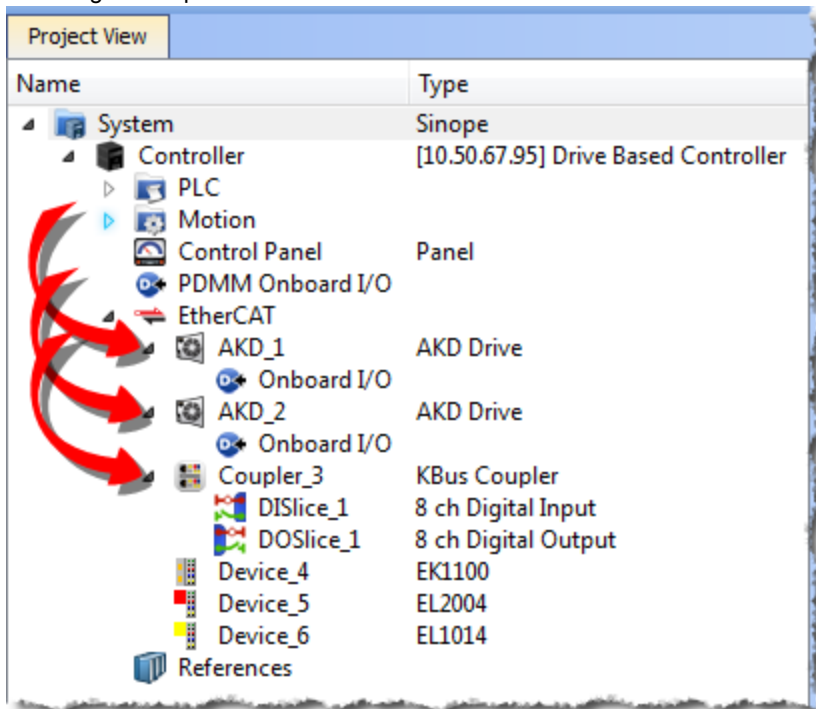 Project View
Name Type
System Sinope
Controller [10.50.67.95] Drive Based Controller
PLC
Motion
Control Panel Panel
PDMM Onboard I/O
EtherCAT
AKD_1 AKD Drive
Onboard I/O
AKD_2 AKD Drive
Onboard I/O
Coupler_3 KBus Coupler
DISlice_1 8 ch Digital Input
DOSlice_1 8 ch Digital Output
Device_4 EK1100
Device_5 EL2004
Device_6 EL1014
References